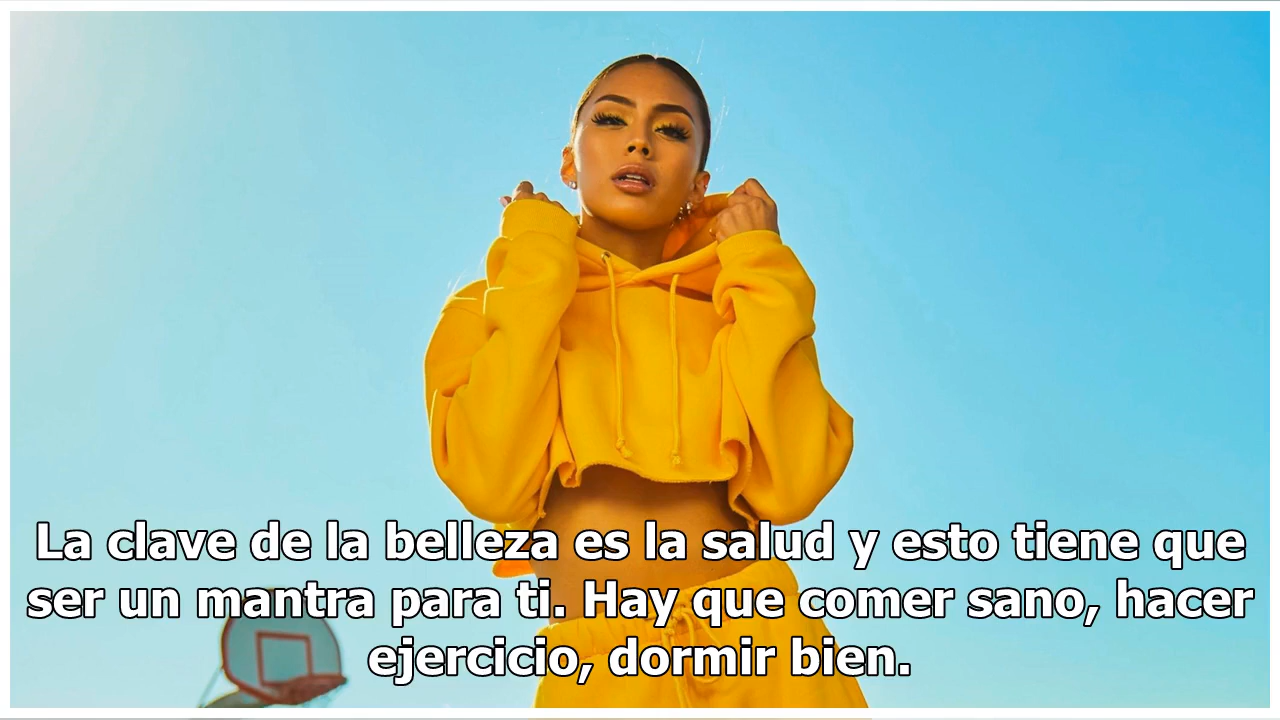 La clave de la belleza es la salud y esto tiene que
ser un mantra para ti. Hay que comer sano, hacer
ejercicio, dormir bien.